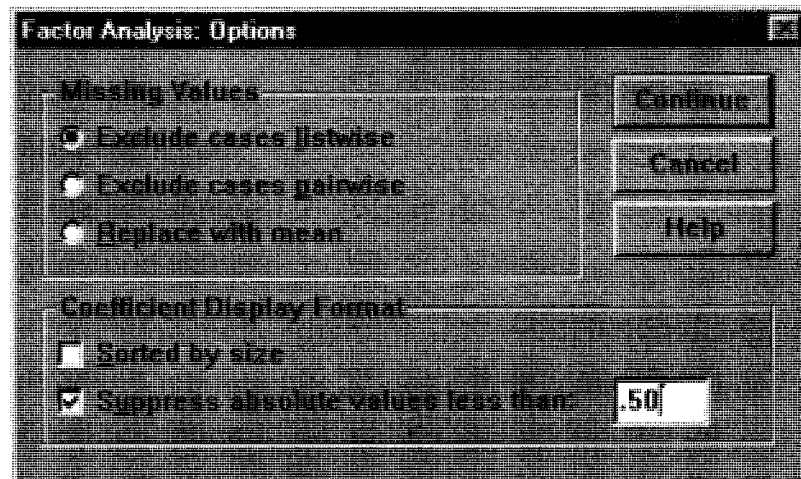 Factor Analysis: Options
Missing Values
Exclude cases listwise
Exclude cases pairwise
Replace with mean
Continue
Cancel
Help
Coefficient Display Format
Sorted by size
Suppress absolute values less than: .50